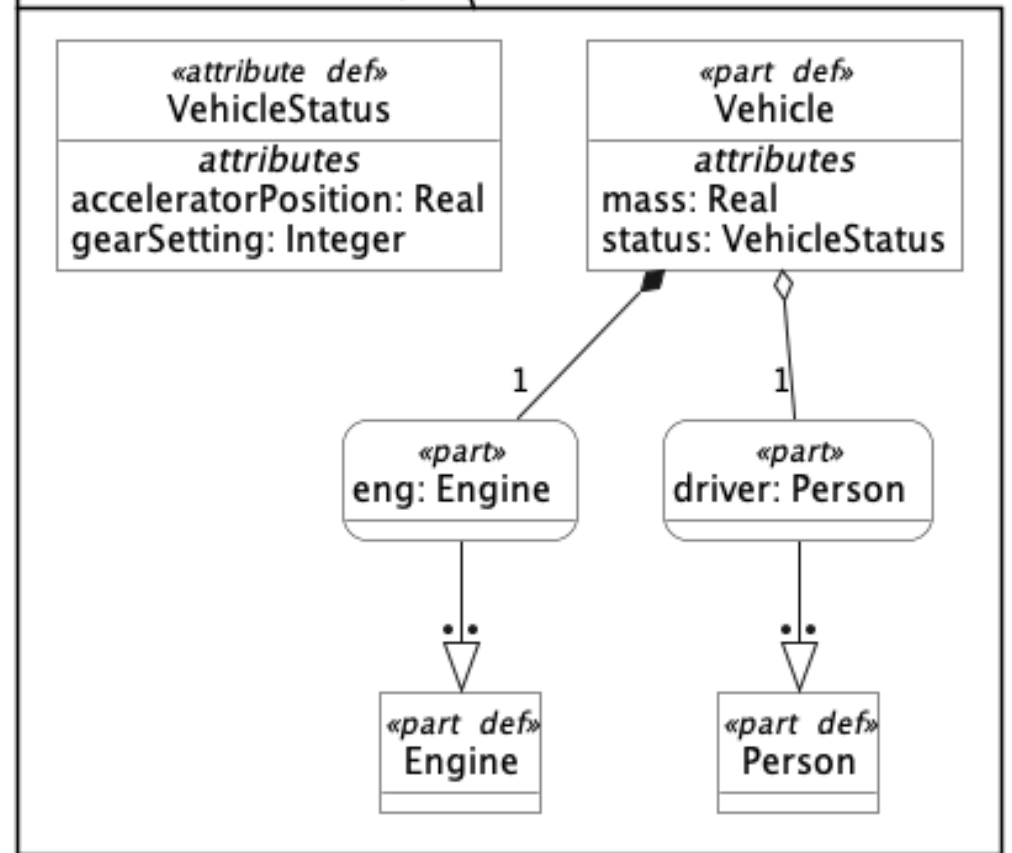 «attribute def»
VehicleStatus
attributes
acceleratorPosition: Real
gearSetting: Integer
«part def»
Vehicle
attributes
mass: Real
status: VehicleStatus
1
1
«part»
eng: Engine
«part»
driver: Person
«part def»
Engine
«part def»
Person